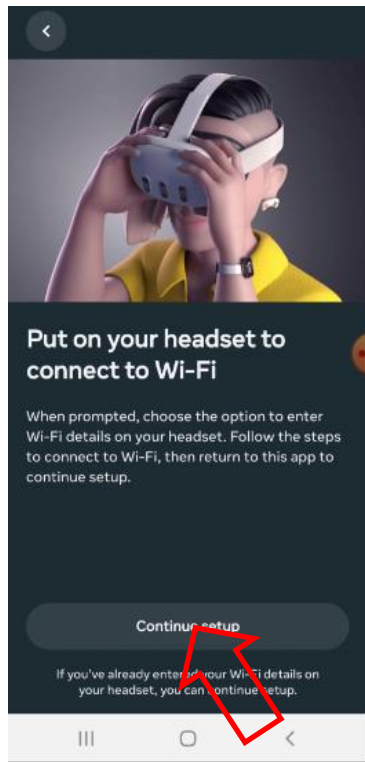 Put on your headset to
connect to Wi-Fi
When prompted, choose the option to enter
Wi-Fi details on your headset. Follow the steps
to connect to Wi-Fi, then return to this app to
continue setup.
Continue setup
If you've already entered your Wi-Fi details on
your headset, you can continue setup.